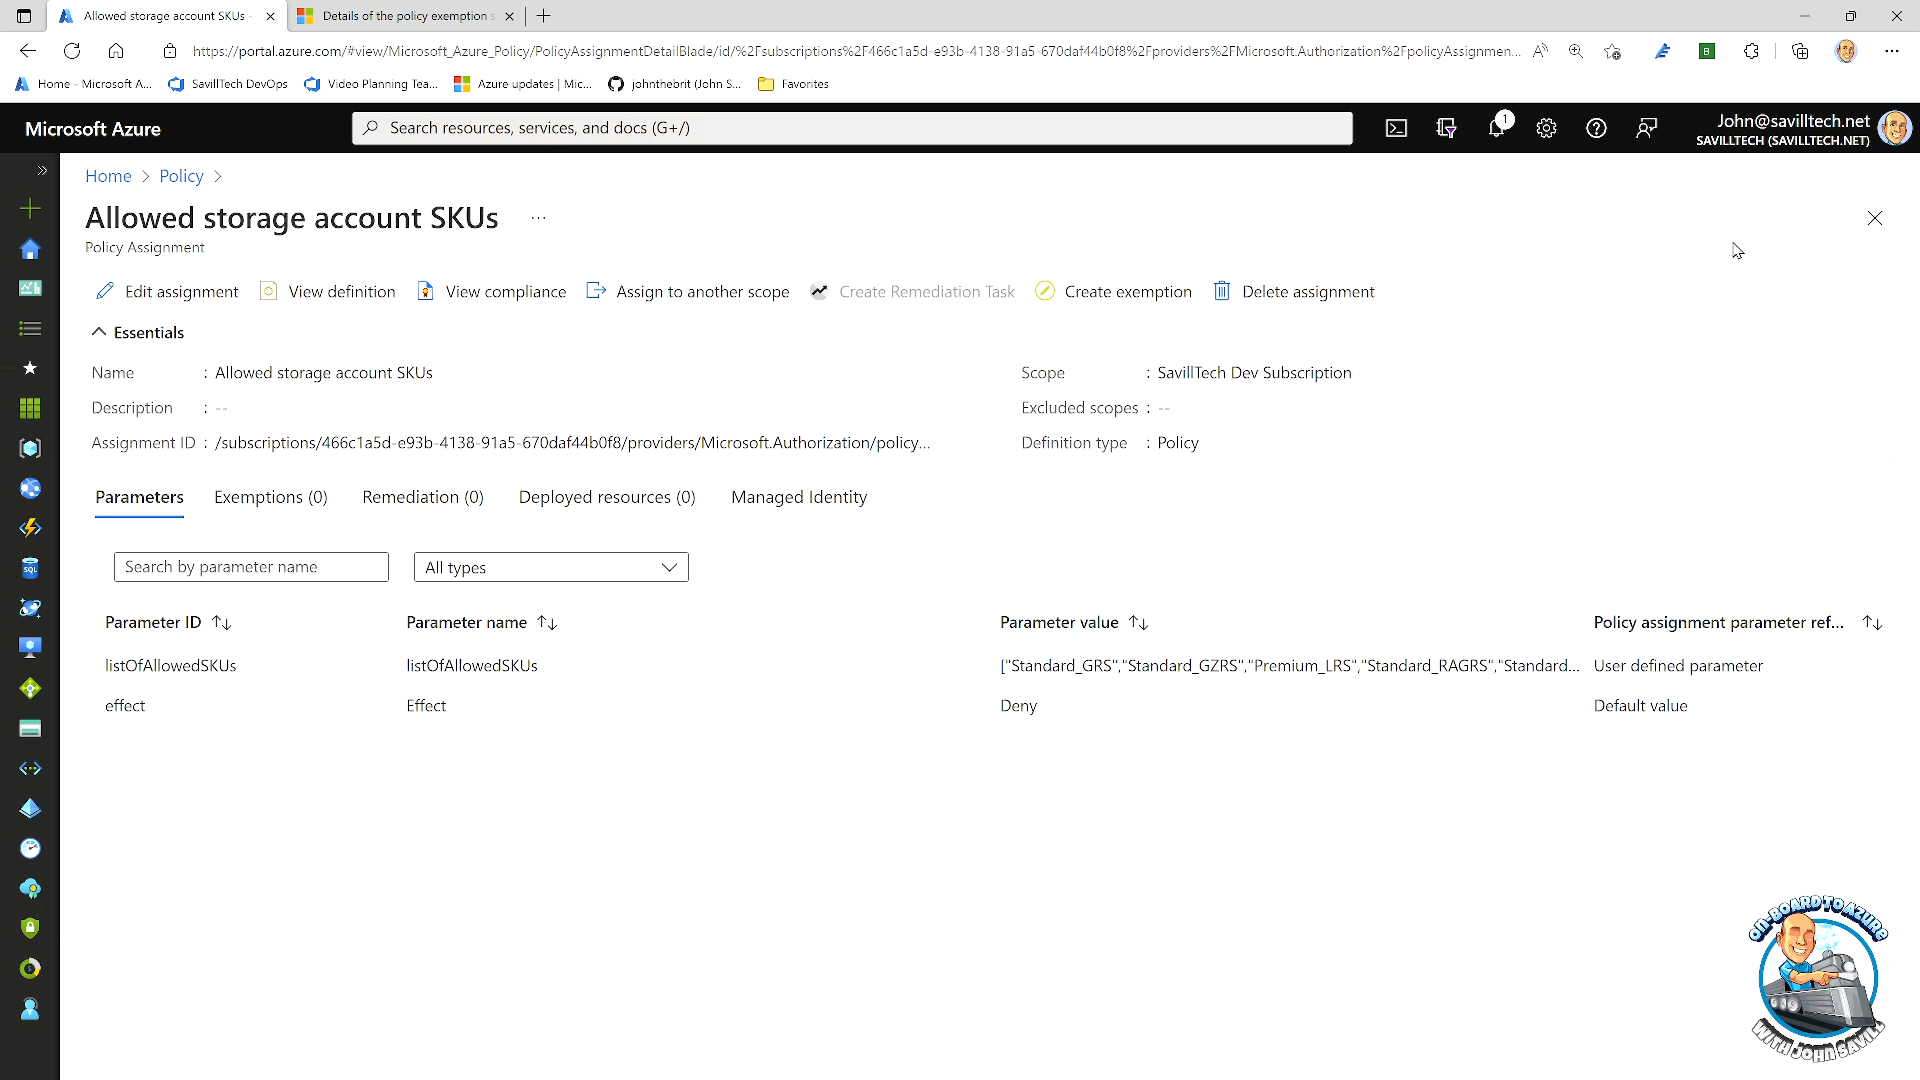 Allowed storage account SKUs -
Details of the policy exemption s
https://portal.azure.com/#view/Microsoft_Azure_Policy/PolicyAssignmentDetailBlade/id/%2Fsubscriptions%2F466c1a5d-e93b-4138-91a5-670daf44b0f8%2Fproviders%2FMicrosoft.Authorization%2FpolicyAssignmen...
Home - Microsoft A...
SavillTech DevOps
Video Planning Tea...
Azure updates | Mic...
johnthebrit (John S...
Favorites
Microsoft Azure
Search resources, services, and docs (G+/)
1
John@savilltech.net
SAVILLTECH (SAVILLTECH.NET)
Home > Policy >
Allowed storage account SKUs ...
Policy Assignment
Edit assignment
View definition
View compliance
Assign to another scope
Create Remediation Task
Create exemption
Delete assignment
Essentials
Name : Allowed storage account SKUs
Scope : SavillTech Dev Subscription
Description : --
Excluded scopes : --
Assignment ID : /subscriptions/466c1a5d-e93b-4138-91a5-670daf44b0f8/providers/Microsoft.Authorization/policy...
Definition type : Policy
Parameters
Exemptions (0)
Remediation (0)
Deployed resources (0)
Managed Identity
Search by parameter name
All types
Parameter ID
Parameter name
Parameter value
Policy assignment parameter ref...
listOfAllowedSKUs
listOfAllowedSKUs
["Standard_GRS","Standard_GZRS","Premium_LRS","Standard_RAGRS","Standard...
User defined parameter
effect
Effect
Deny
Default value
ON-BOARD TO AZURE
WITH JOHN SAVILL